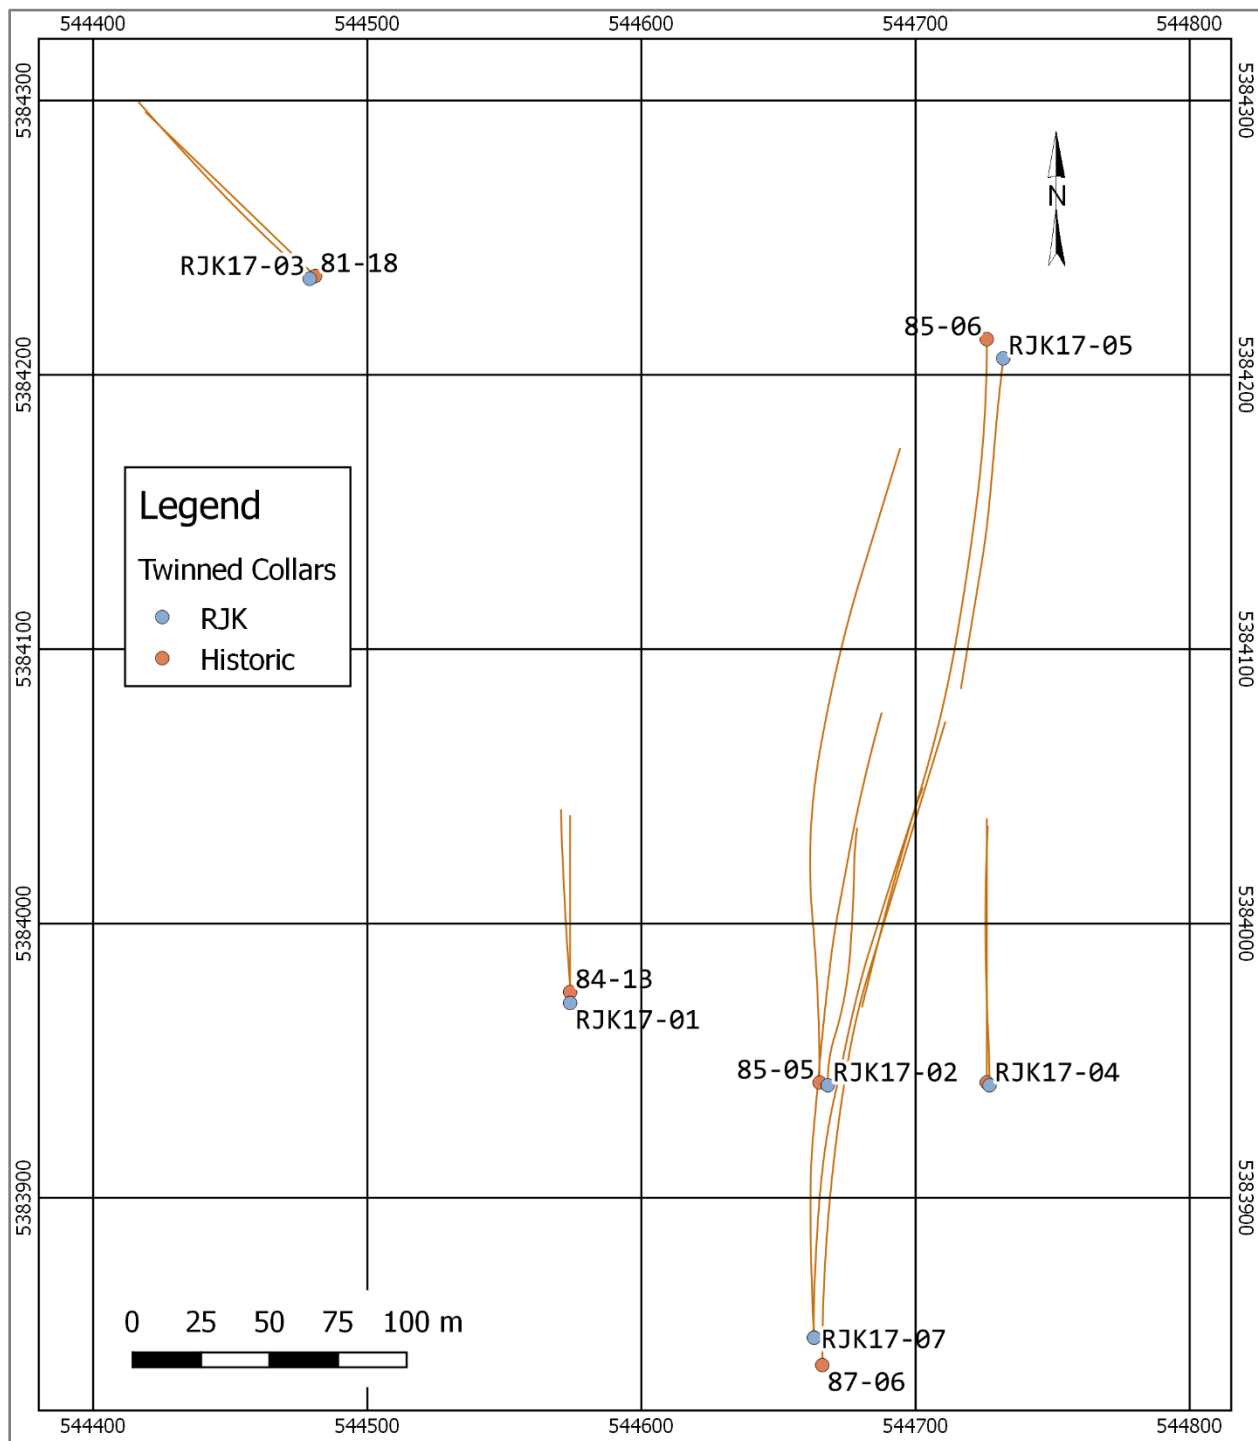 544400 544500 544600 544700 544800
5384300 5384300
N
RJK17-03 81-18
85-06
RJK17-05
5384200 5384200
Legend
Twinned Collars
RJK
Historic
5384100 5384100
5384000 5384000
84-13
RJK17-01
85-05 RJK17-02 RJK17-04
5383900 5383900
0 25 50 75 100 m
RJK17-07
87-06
544400 544500 544600 544700 544800